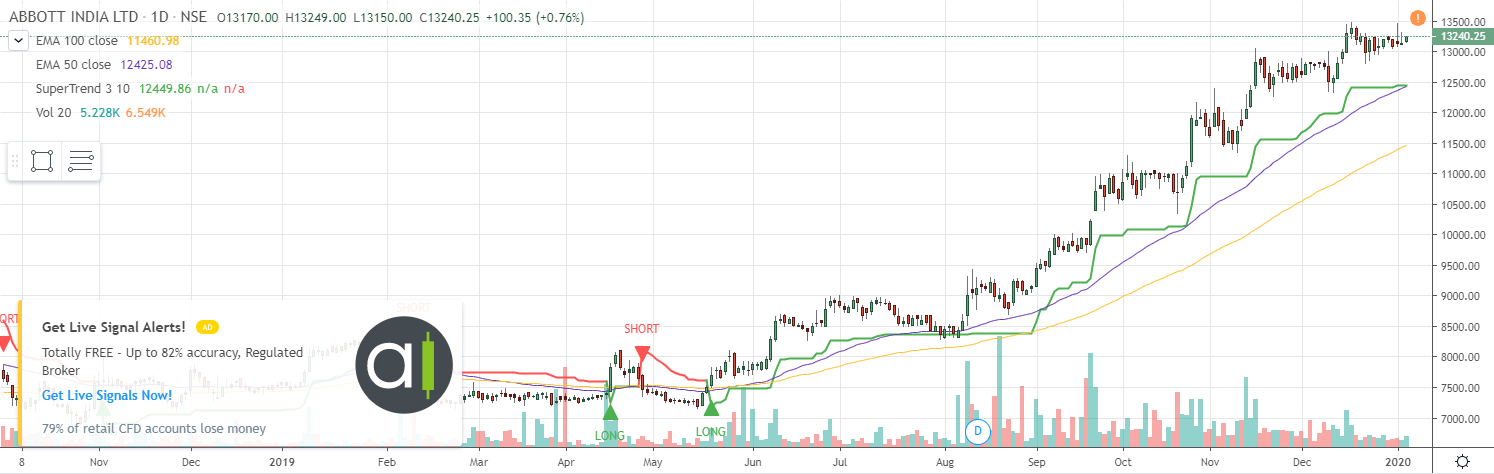 ABBOTT INDIA LTD · 1D · NSE O13170.00 H13249.00 L13150.00 C13240.25 +100.35 (+0.76%)
EMA 100 close 11460.98
EMA 50 close 12425.08
SuperTrend 3 10 12449.86 n/a n/a
Vol 20 5.228K 6.549K
13500.00
13240.25
13000.00
12500.00
12000.00
11500.00
11000.00
10500.00
10000.00
9500.00
9000.00
8500.00
8000.00
7500.00
7000.00
SHORT
SHORT
LONG
LONG
D
Get Live Signal Alerts! AD
Totally FREE - Up to 82% accuracy, Regulated
Broker
Get Live Signals Now!
79% of retail CFD accounts lose money
a
8 Nov Dec 2019 Feb Mar Apr May Jun Jul Aug Sep Oct Nov Dec 2020